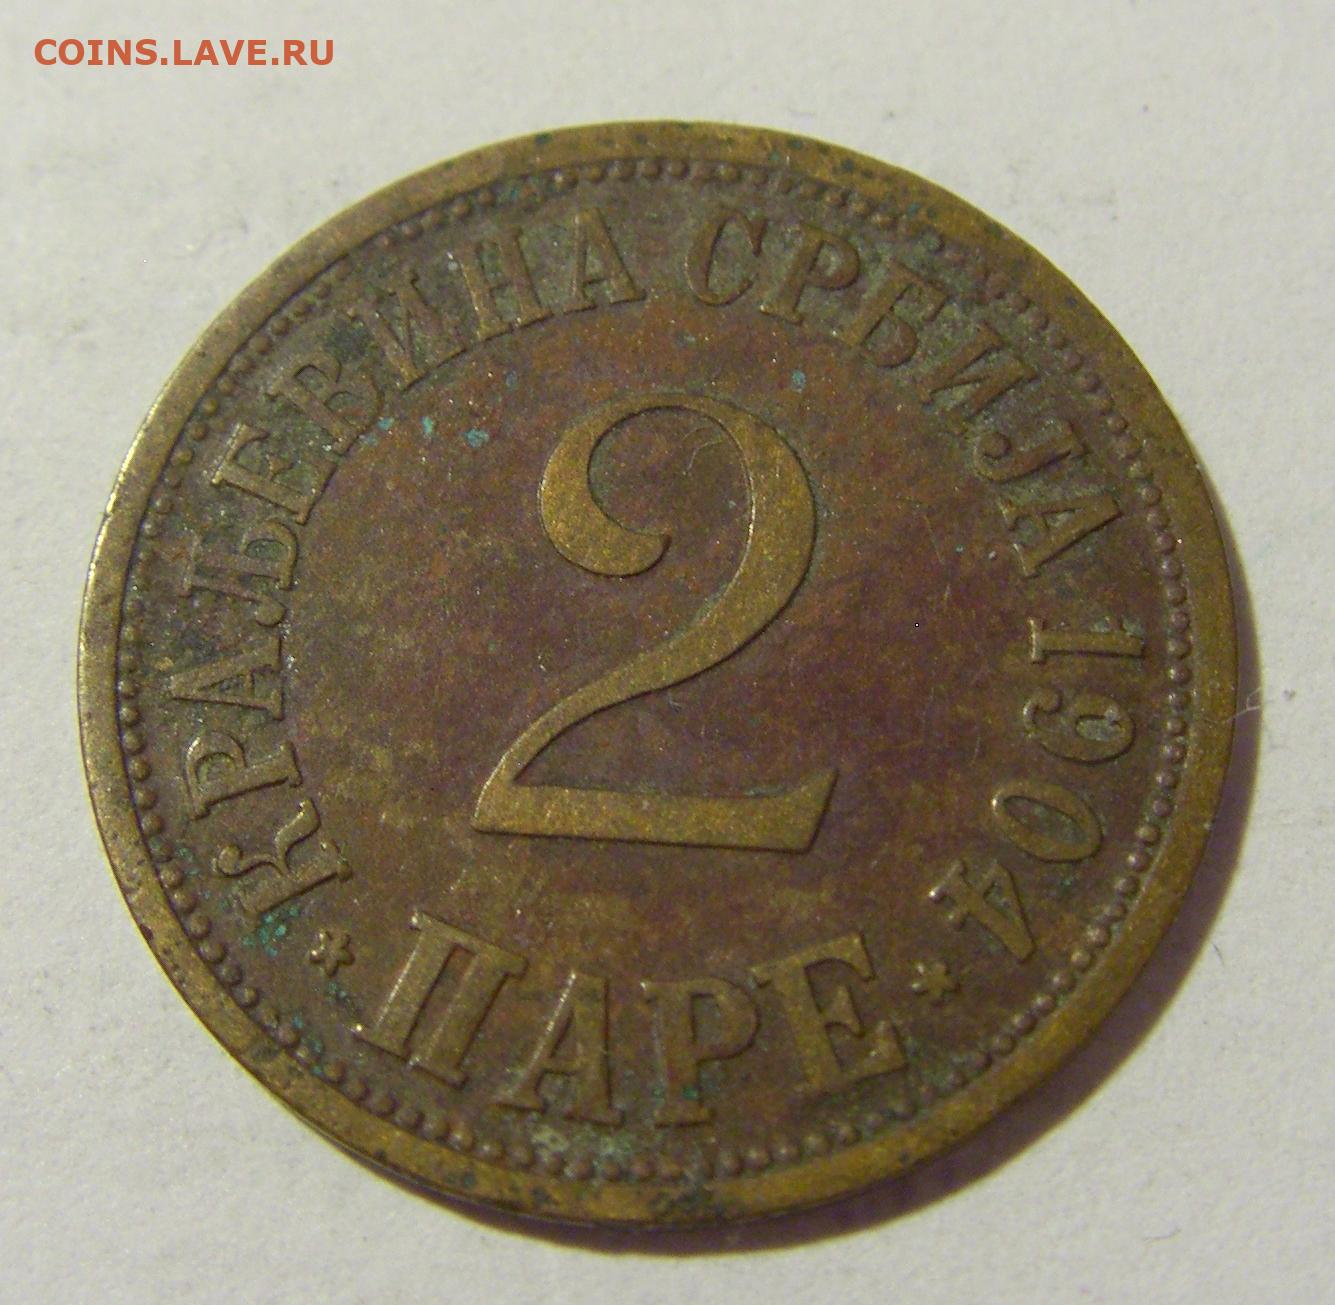 COINS.LAVE.RU
КРАЉЕВИНА СРБИЈА 1904
2
* ПАРЕ *